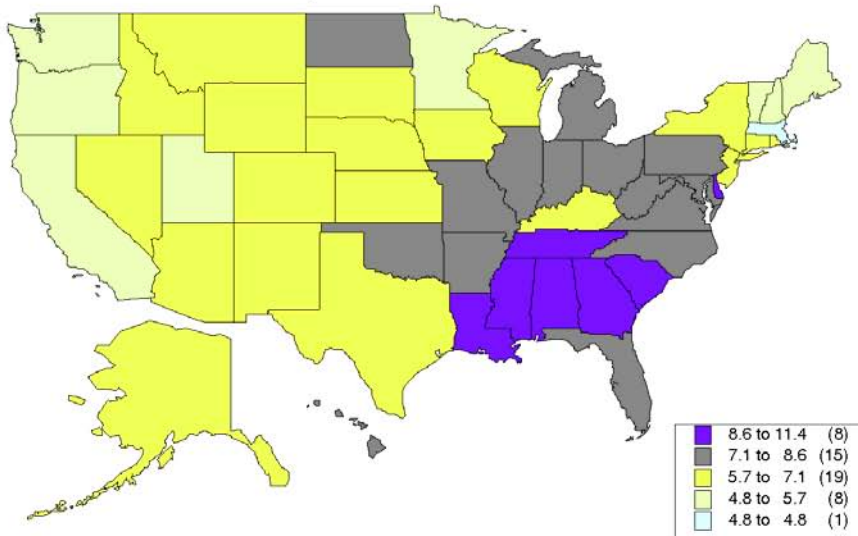 8.6 to 11.4 (8)
7.1 to 8.6 (15)
5.7 to 7.1 (19)
4.8 to 5.7 (8)
4.8 to 4.8 (1)